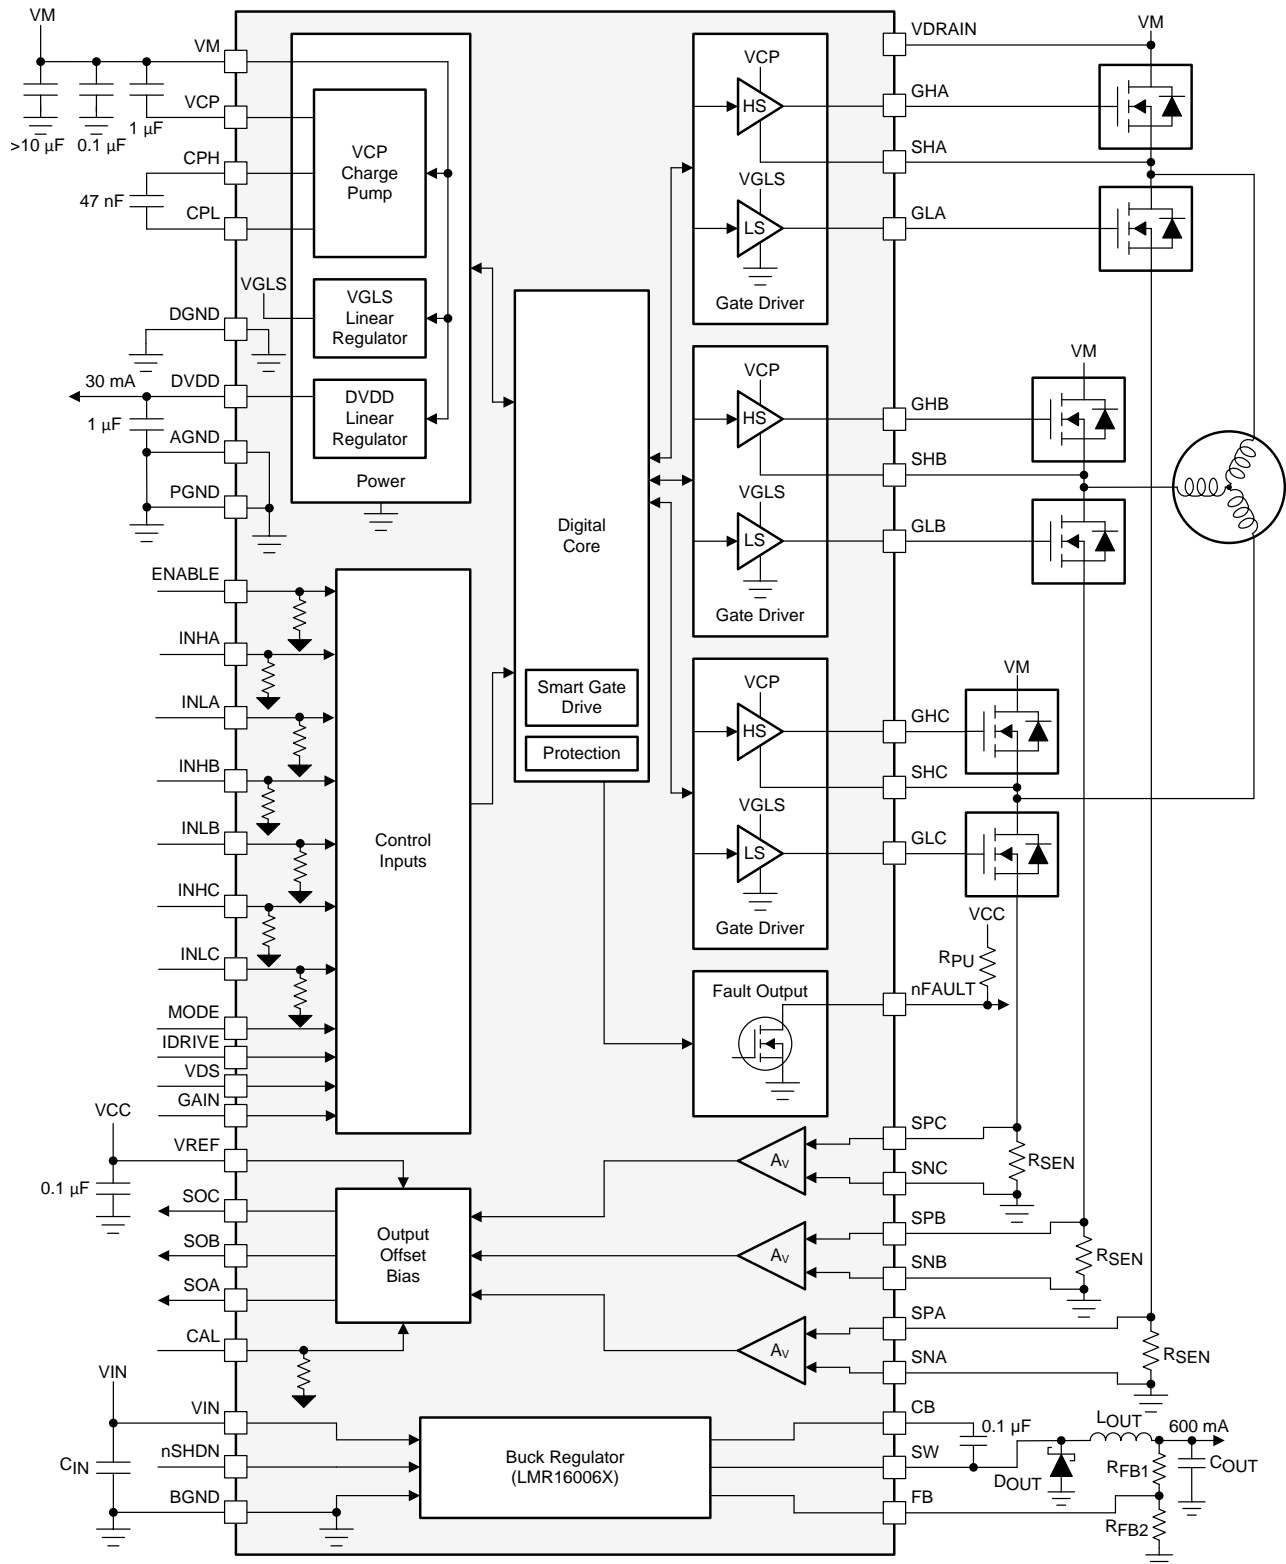 VM
VM
VCP
>10 µF
0.1 µF
1 µF
CPH
47 nF
CPL
VCP
Charge
Pump
VGLS
VGLS
Linear
Regulator
DGND
30 mA
DVDD
1 µF
DVDD
Linear
Regulator
AGND
PGND
Power
Digital
Core
Smart Gate
Drive
Protection
VCP
HS
VGLS
LS
Gate Driver
VCP
HS
VGLS
LS
Gate Driver
VCP
HS
VGLS
LS
Gate Driver
VDRAIN
VM
GHA
SHA
GLA
VM
GHB
SHB
GLB
VM
GHC
SHC
GLC
VCC
RPU
nFAULT
Fault Output
ENABLE
INHA
INLA
INHB
INLB
INHC
INLC
MODE
IDRIVE
VDS
GAIN
Control
Inputs
VCC
VREF
0.1 µF
SOC
SOB
SOA
CAL
Output
Offset
Bias
AV
AV
AV
SPC
SNC
RSEN
SPB
SNB
RSEN
SPA
SNA
RSEN
VIN
VIN
nSHDN
CIN
BGND
Buck Regulator
(LMR16006X)
CB
0.1 µF
SW
FB
LOUT
600 mA
DOUT
RFB1
COUT
RFB2